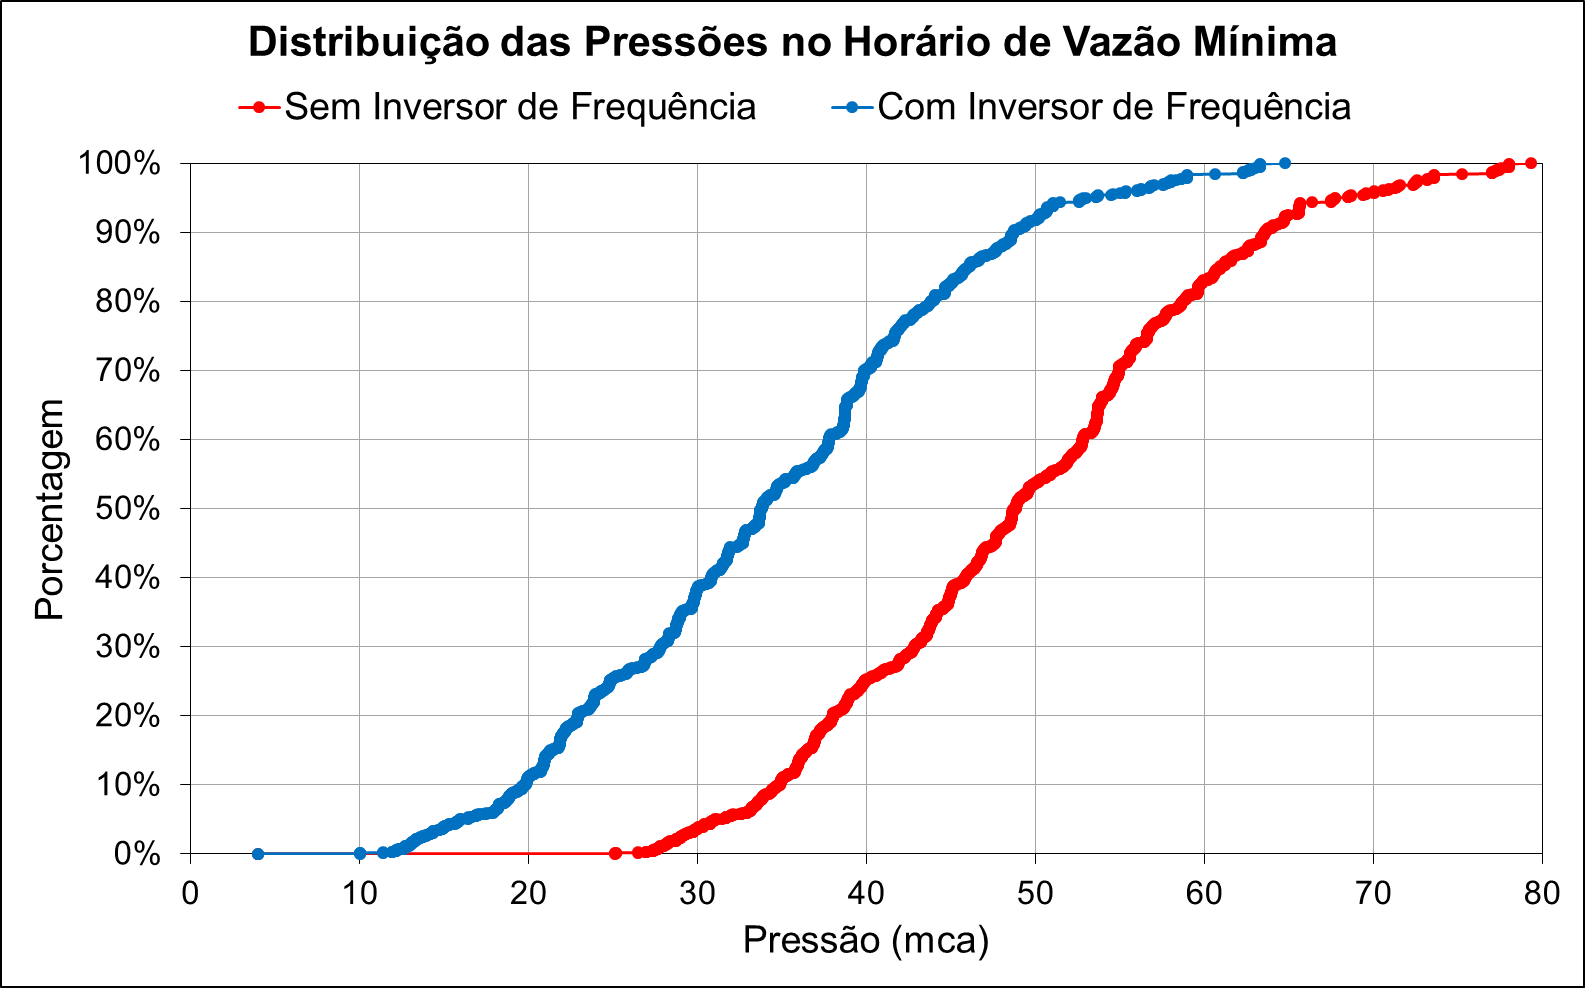 Distribuição das Pressões no Horário de Vazão Mínima
Sem Inversor de Frequência Com Inversor de Frequência
100%
90%
80%
70%
60%
50%
40%
30%
20%
10%
0%
Porcentagem
0 10 20 30 40 50 60 70 80
Pressão (mca)